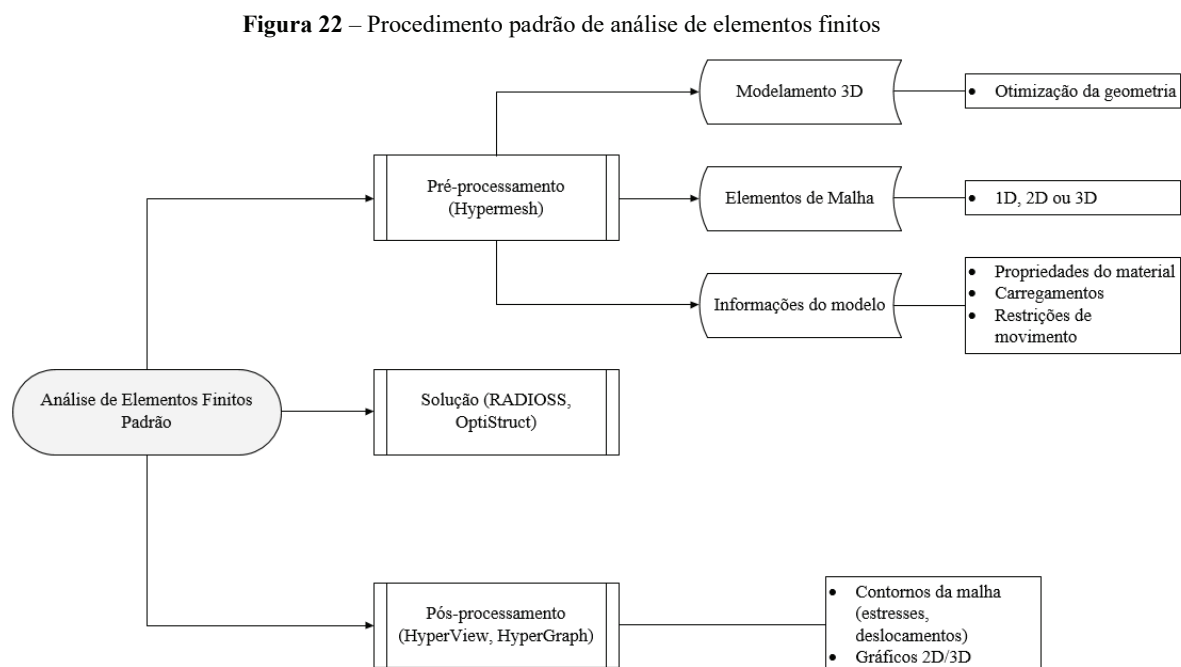 Figura 22 – Procedimento padrão de análise de elementos finitos
Modelamento 3D
• Otimização da geometria
Pré-processamento
(Hypermesh)
Elementos de Malha
• 1D, 2D ou 3D
Informações do modelo
• Propriedades do material
• Carregamentos
• Restrições de
movimento
Análise de Elementos Finitos
Padrão
Solução (RADIOSS,
OptiStruct)
Pós-processamento
(HyperView, HyperGraph)
• Contornos da malha
(estresses,
deslocamentos)
• Gráficos 2D/3D